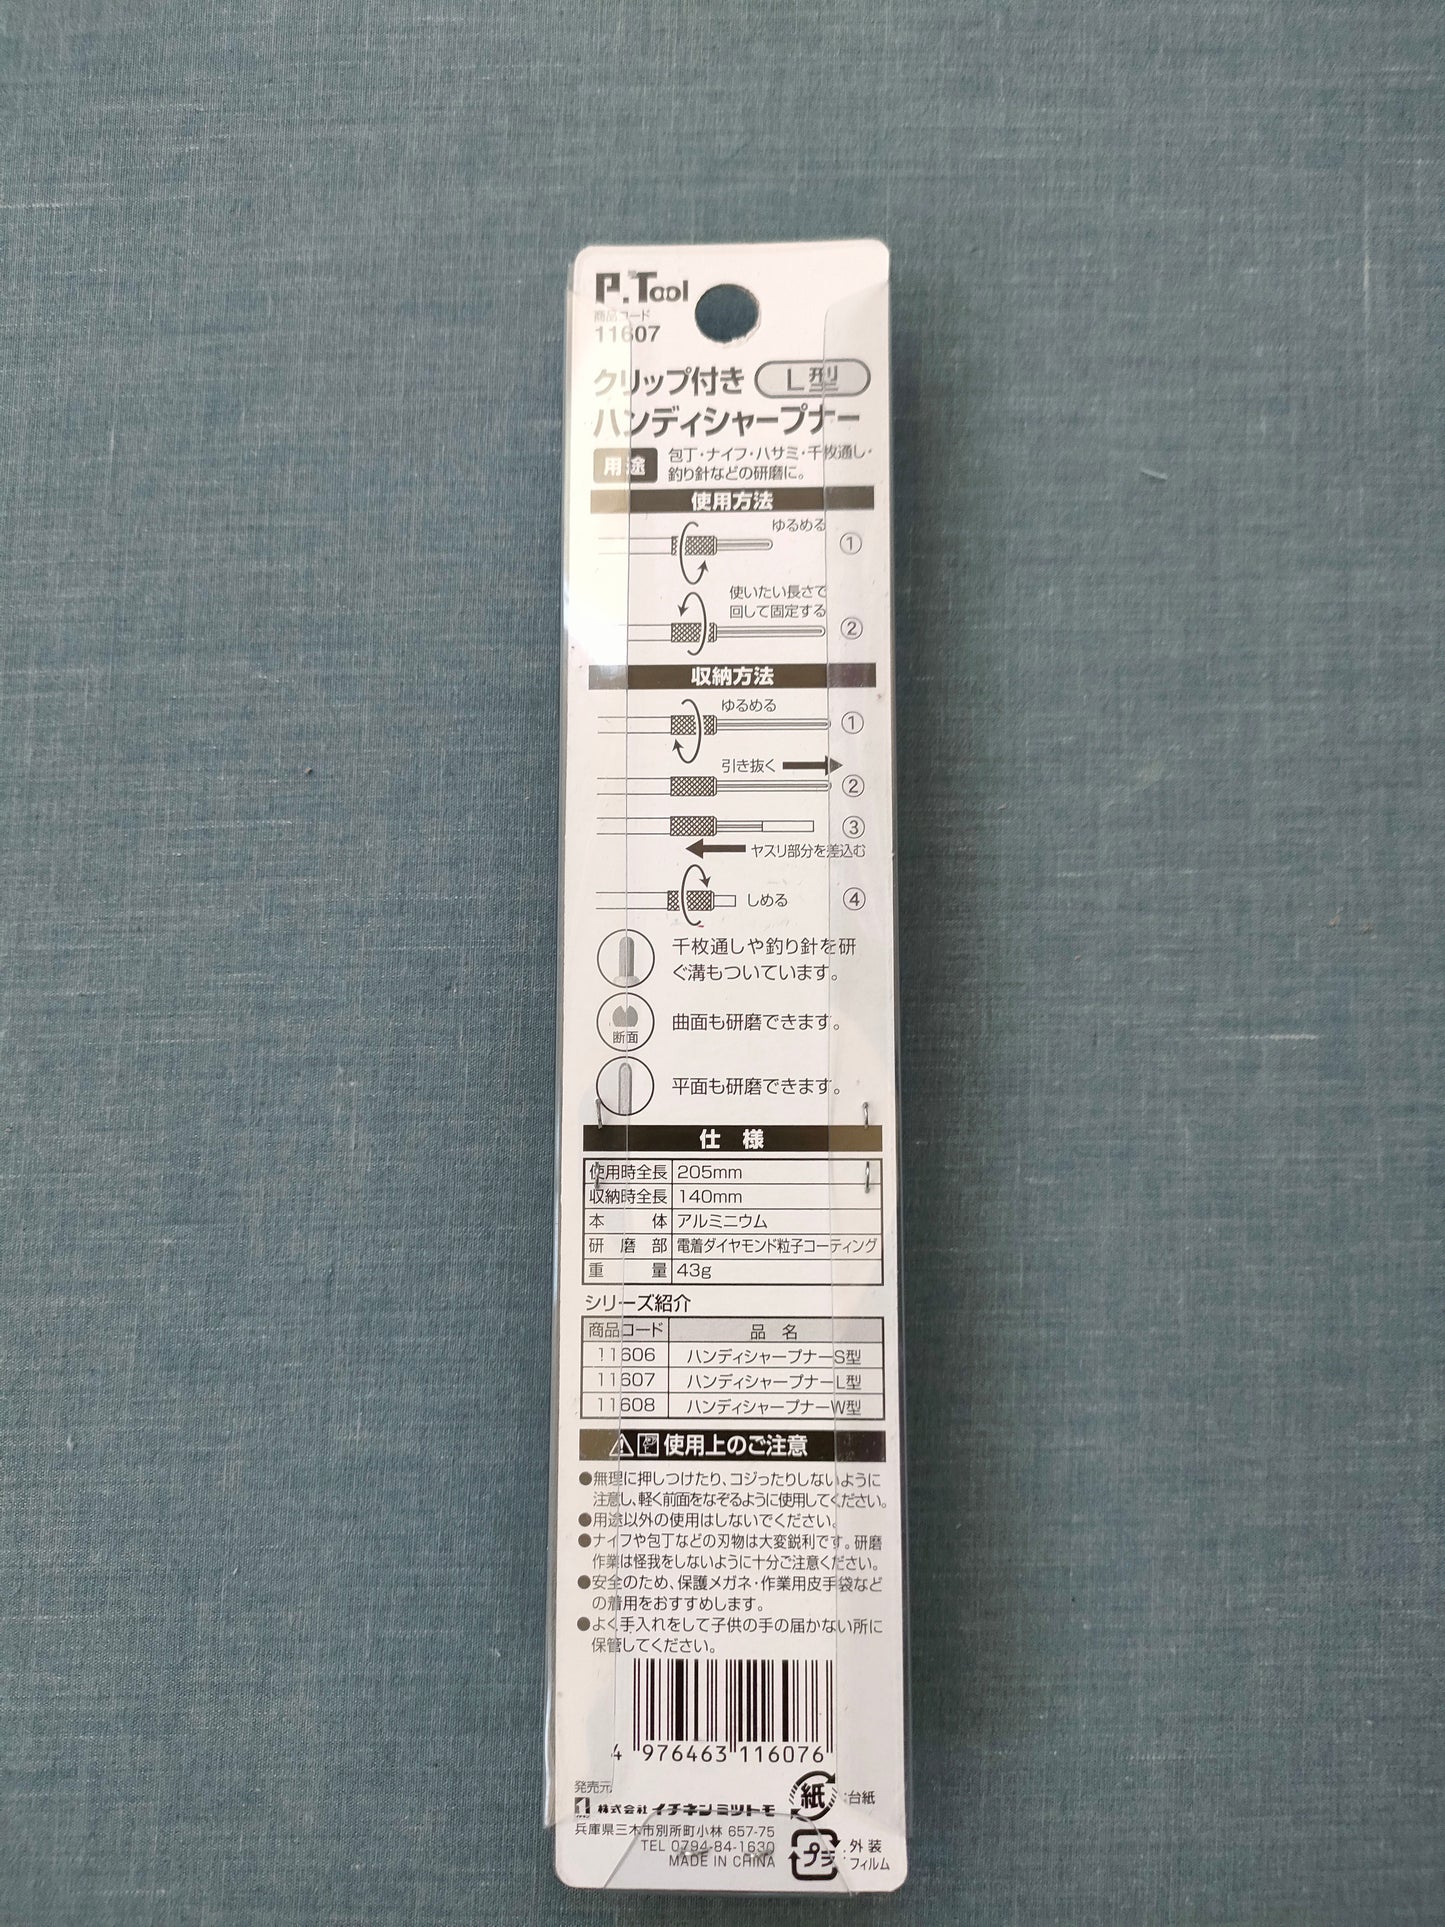 P.Tool
商品コード
11607
クリップ付き L型
ハンディシャープナー
用途 包丁・ナイフ・ハサミ・千枚通し・
釣り針などの研磨に。
使用方法
ゆるめる ①
使いたい長さで
回して固定する ②
収納方法
ゆるめる ①
引き抜く ②
③
ヤスリ部分を差込む
しめる ④
千枚通しや釣り針を研
ぐ溝もついています。
曲面も研磨できます。
断面
平面も研磨できます。
仕様
使用時全長 205mm
収納時全長 140mm
本体 アルミニウム
研磨部 電着ダイヤモンド粒子コーティング
重量 43g
シリーズ紹介
商品コード 品名
11606 ハンディシャープナーS型
11607 ハンディシャープナーL型
11608 ハンディシャープナーW型
使用上のご注意
●無理に押しつけたり、コジったりしないように
注意し、軽く前面をなぞるように使用してください。
●用途以外の使用はしないでください。
●ナイフや包丁などの刃物は大変鋭利です。研磨
作業は怪我をしないように十分ご注意ください。
●安全のため、保護メガネ・作業用皮手袋など
の着用をおすすめします。
●よく手入れをして子供の手の届かない所に
保管してください。
4 976463 116076
発売元
株式会社 イチネンミツトモ
兵庫県三木市別所町小林 657-75
TEL 0794-84-1630
MADE IN CHINA
紙 :台紙
プラ :外装
フィルム